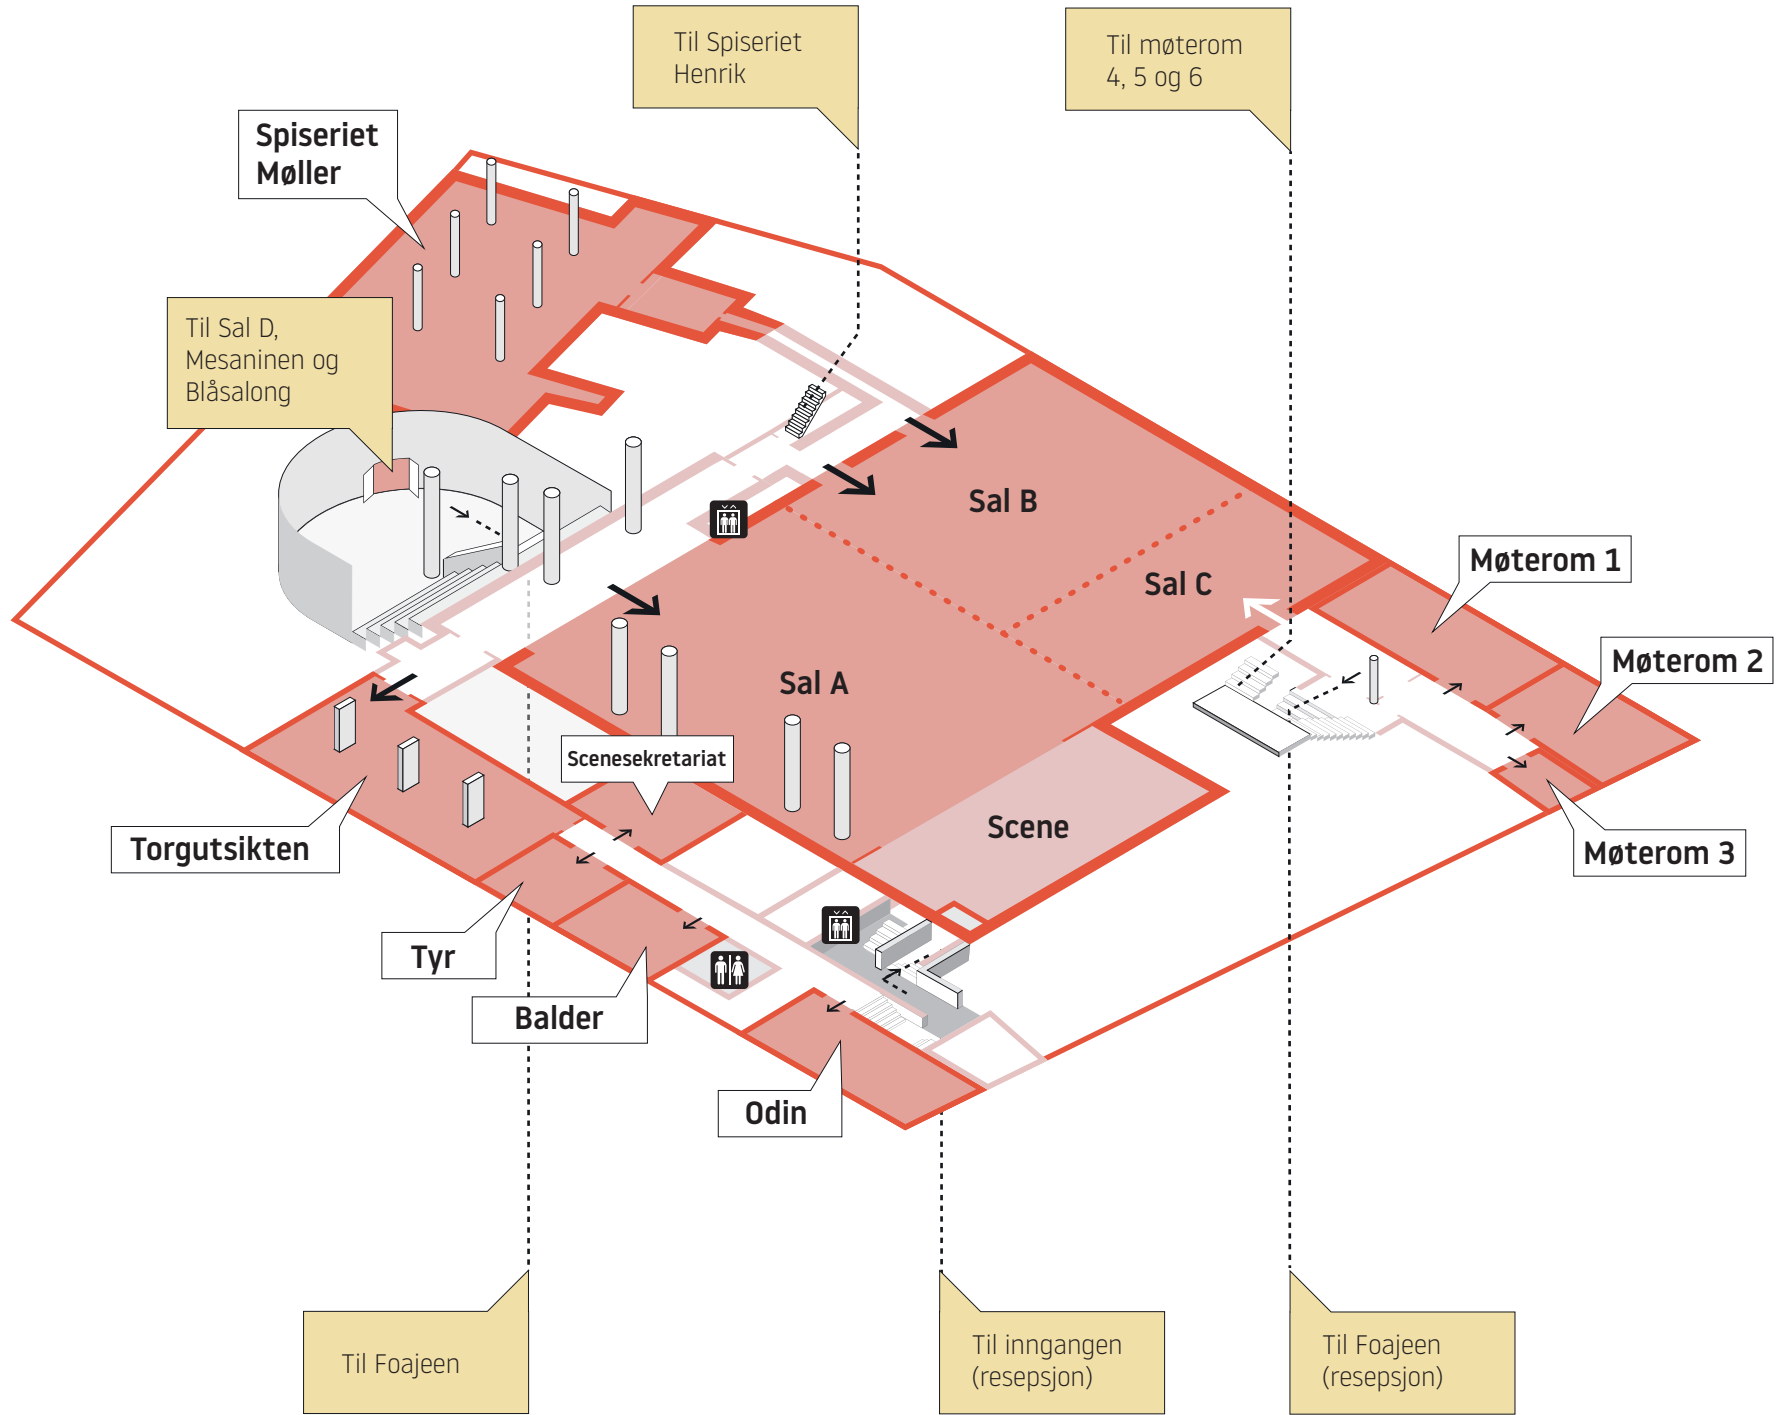 Til Spiseriet
Henrik
Til møterom
4, 5 og 6
Spiseriet
Møller
Til Sal D,
Mesaninen og
Blåsalong
Sal B
Sal C
Møterom 1
Møterom 2
Sal A
Scenesekretariat
Scene
Torgutsikten
Møterom 3
Tyr
Balder
Odin
Til Foajeen
Til inngangen
(resepsjon)
Til Foajeen
(resepsjon)